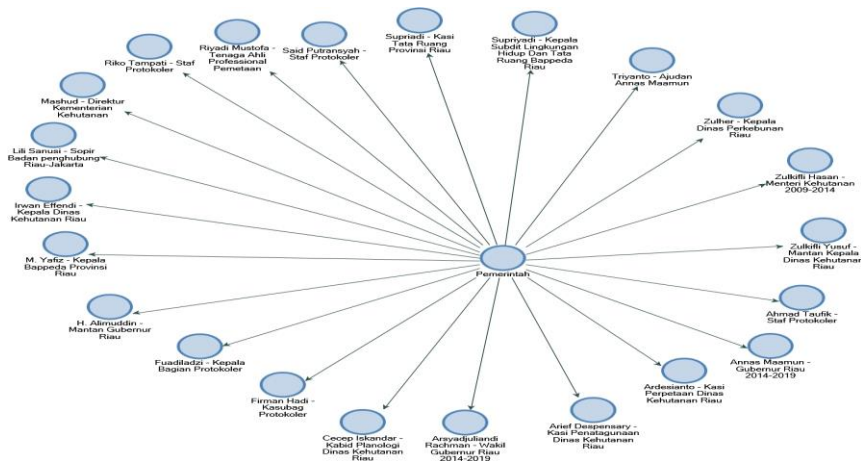 Supriadi - Kasi
Tata Ruang
Provinsi Riau
Supriyadi - Kepala
Subdit Lingkungan
Hidup Dan Tata
Ruang Bappeda
Riau
Riyadi Mustofa -
Tenaga Ahli
Professional
Pemetaan
Said Putransyah -
Staf Protokoler
Riko Tampati - Staf
Protokoler
Triyanto - Ajudan
Annas Maamun
Mashud - Direktur
Kementerian
Kehutanan
Zulher - Kepala
Dinas Perkebunan
Riau
Lili Sanusi - Sopir
Badan penghubung
Riau-Jakarta
Zulkifli Hasan -
Menteri Kehutanan
2009-2014
Irwan Effendi -
Kepala Dinas
Kehutanan Riau
Zulkifli Yusuf -
Mantan Kepala
Dinas Kehutanan
Riau
M. Yafiz - Kepala
Bappeda Provinsi
Riau
Pemerintah
Ahmad Taufik -
Staf Protokoler
H. Alimuddin -
Mantan Gubernur
Riau
Annas Maamun -
Gubernur Riau
2014-2019
Fuadiladzi - Kepala
Bagian Protokoler
Ardesianto - Kasi
Perpetaan Dinas
Kehutanan Riau
Firman Hadi -
Kasubag
Protokoler
Arief Despensary -
Kasi Penatagunaan
Dinas Kehutanan
Riau
Cecep Iskandar -
Kabid Planologi
Dinas Kehutanan
Riau
Arsyadjuliandi
Rachman - Wakil
Gubernur Riau
2014-2019